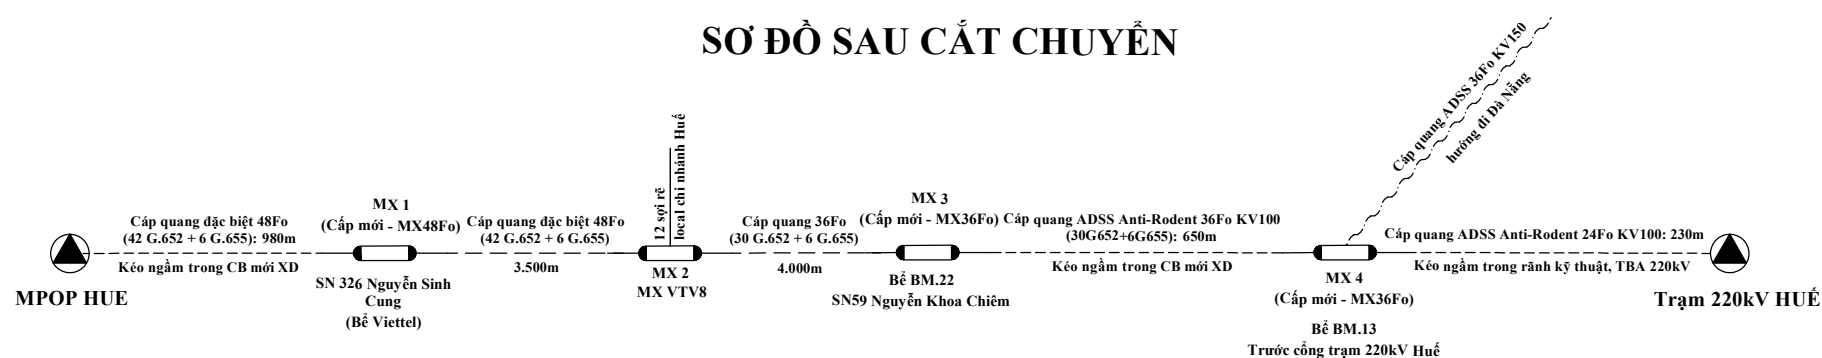 SƠ ĐỒ SAU CẮT CHUYỂN
Cáp quang ADSS 36Fo KV150
hướng đi Đà Nẵng
12 sợi rẽ
local chi nhánh Huế
MX 1
(Cấp mới - MX48Fo)
MX 3
(Cấp mới - MX36Fo)
Cáp quang đặc biệt 48Fo
(42 G.652 + 6 G.655): 980m
Cáp quang đặc biệt 48Fo
(42 G.652 + 6 G.655)
Cáp quang 36Fo
(30 G.652 + 6 G.655)
Cáp quang ADSS Anti-Rodent 36Fo KV100
(30G652+6G655): 650m
Cáp quang ADSS Anti-Rodent 24Fo KV100: 230m
Kéo ngầm trong CB mới XD
3.500m
4.000m
Kéo ngầm trong CB mới XD
Kéo ngầm trong rãnh kỹ thuật, TBA 220kV
MPOP HUE
SN 326 Nguyễn Sinh
Cung
(Bể Viettel)
MX 2
MX VTV8
Bể BM.22
SN59 Nguyễn Khoa Chiêm
MX 4
(Cấp mới - MX36Fo)
Bể BM.13
Trước cổng trạm 220kV Huế
Trạm 220kV HUẾ